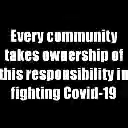 Every community
takes ownership of
this responsibility in
fighting Covid-19